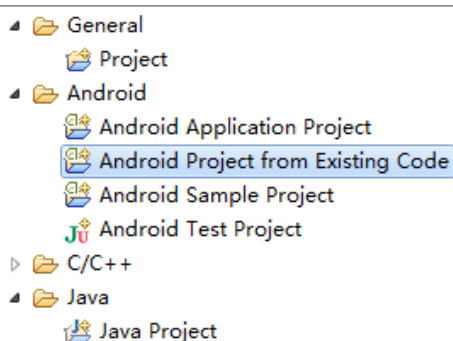 General
Project
Android
Android Application Project
Android Project from Existing Code
Android Sample Project
Android Test Project
C/C++
Java
Java Project